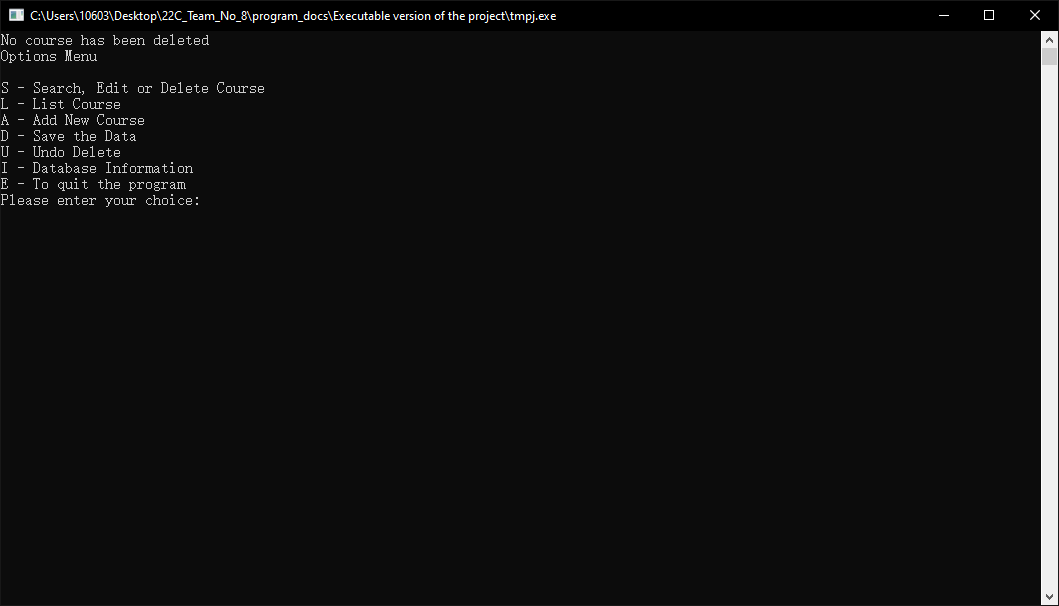 C:\Users\10603\Desktop\22C_Team_No_8\program_docs\Executable version of the project\tmpj.exe
No course has been deleted
Options Menu
S - Search, Edit or Delete Course
L - List Course
A - Add New Course
D - Save the Data
U - Undo Delete
I - Database Information
E - To quit the program
Please enter your choice: